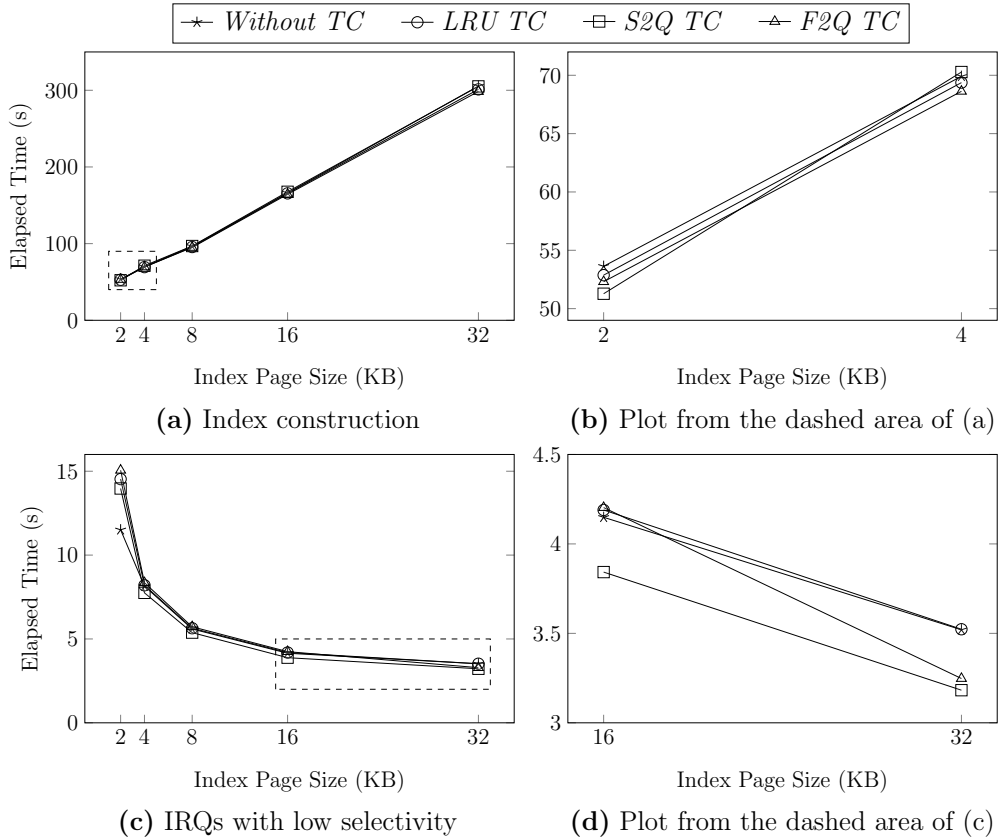 Without TC LRU TC S2Q TC F2Q TC
300
200
100
0
2 4 8 16 32
Elapsed Time (s)
Index Page Size (KB)
(a) Index construction
70
65
60
55
50
2 4
Index Page Size (KB)
(b) Plot from the dashed area of (a)
15
10
5
0
2 4 8 16 32
Elapsed Time (s)
Index Page Size (KB)
(c) IRQs with low selectivity
4.5
4
3.5
3
16 32
Index Page Size (KB)
(d) Plot from the dashed area of (c)